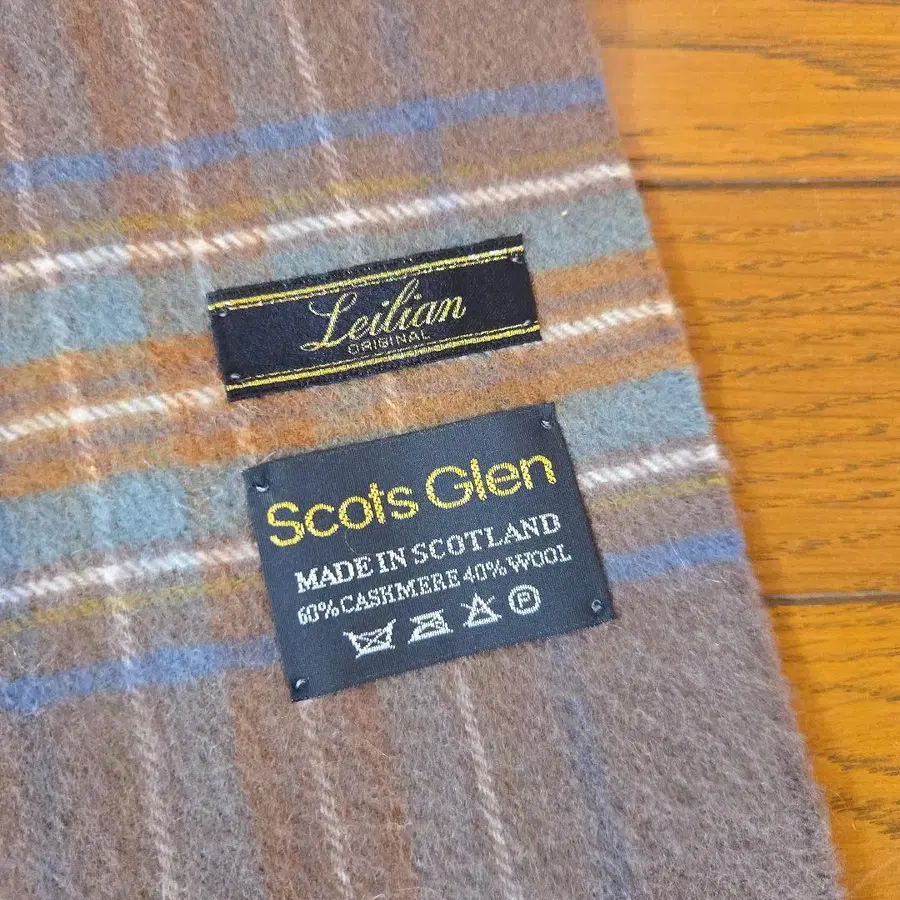 Leilian
ORIGINAL
Scots Glen
MADE IN SCOTLAND
60% CASHMERE 40% WOOL
P